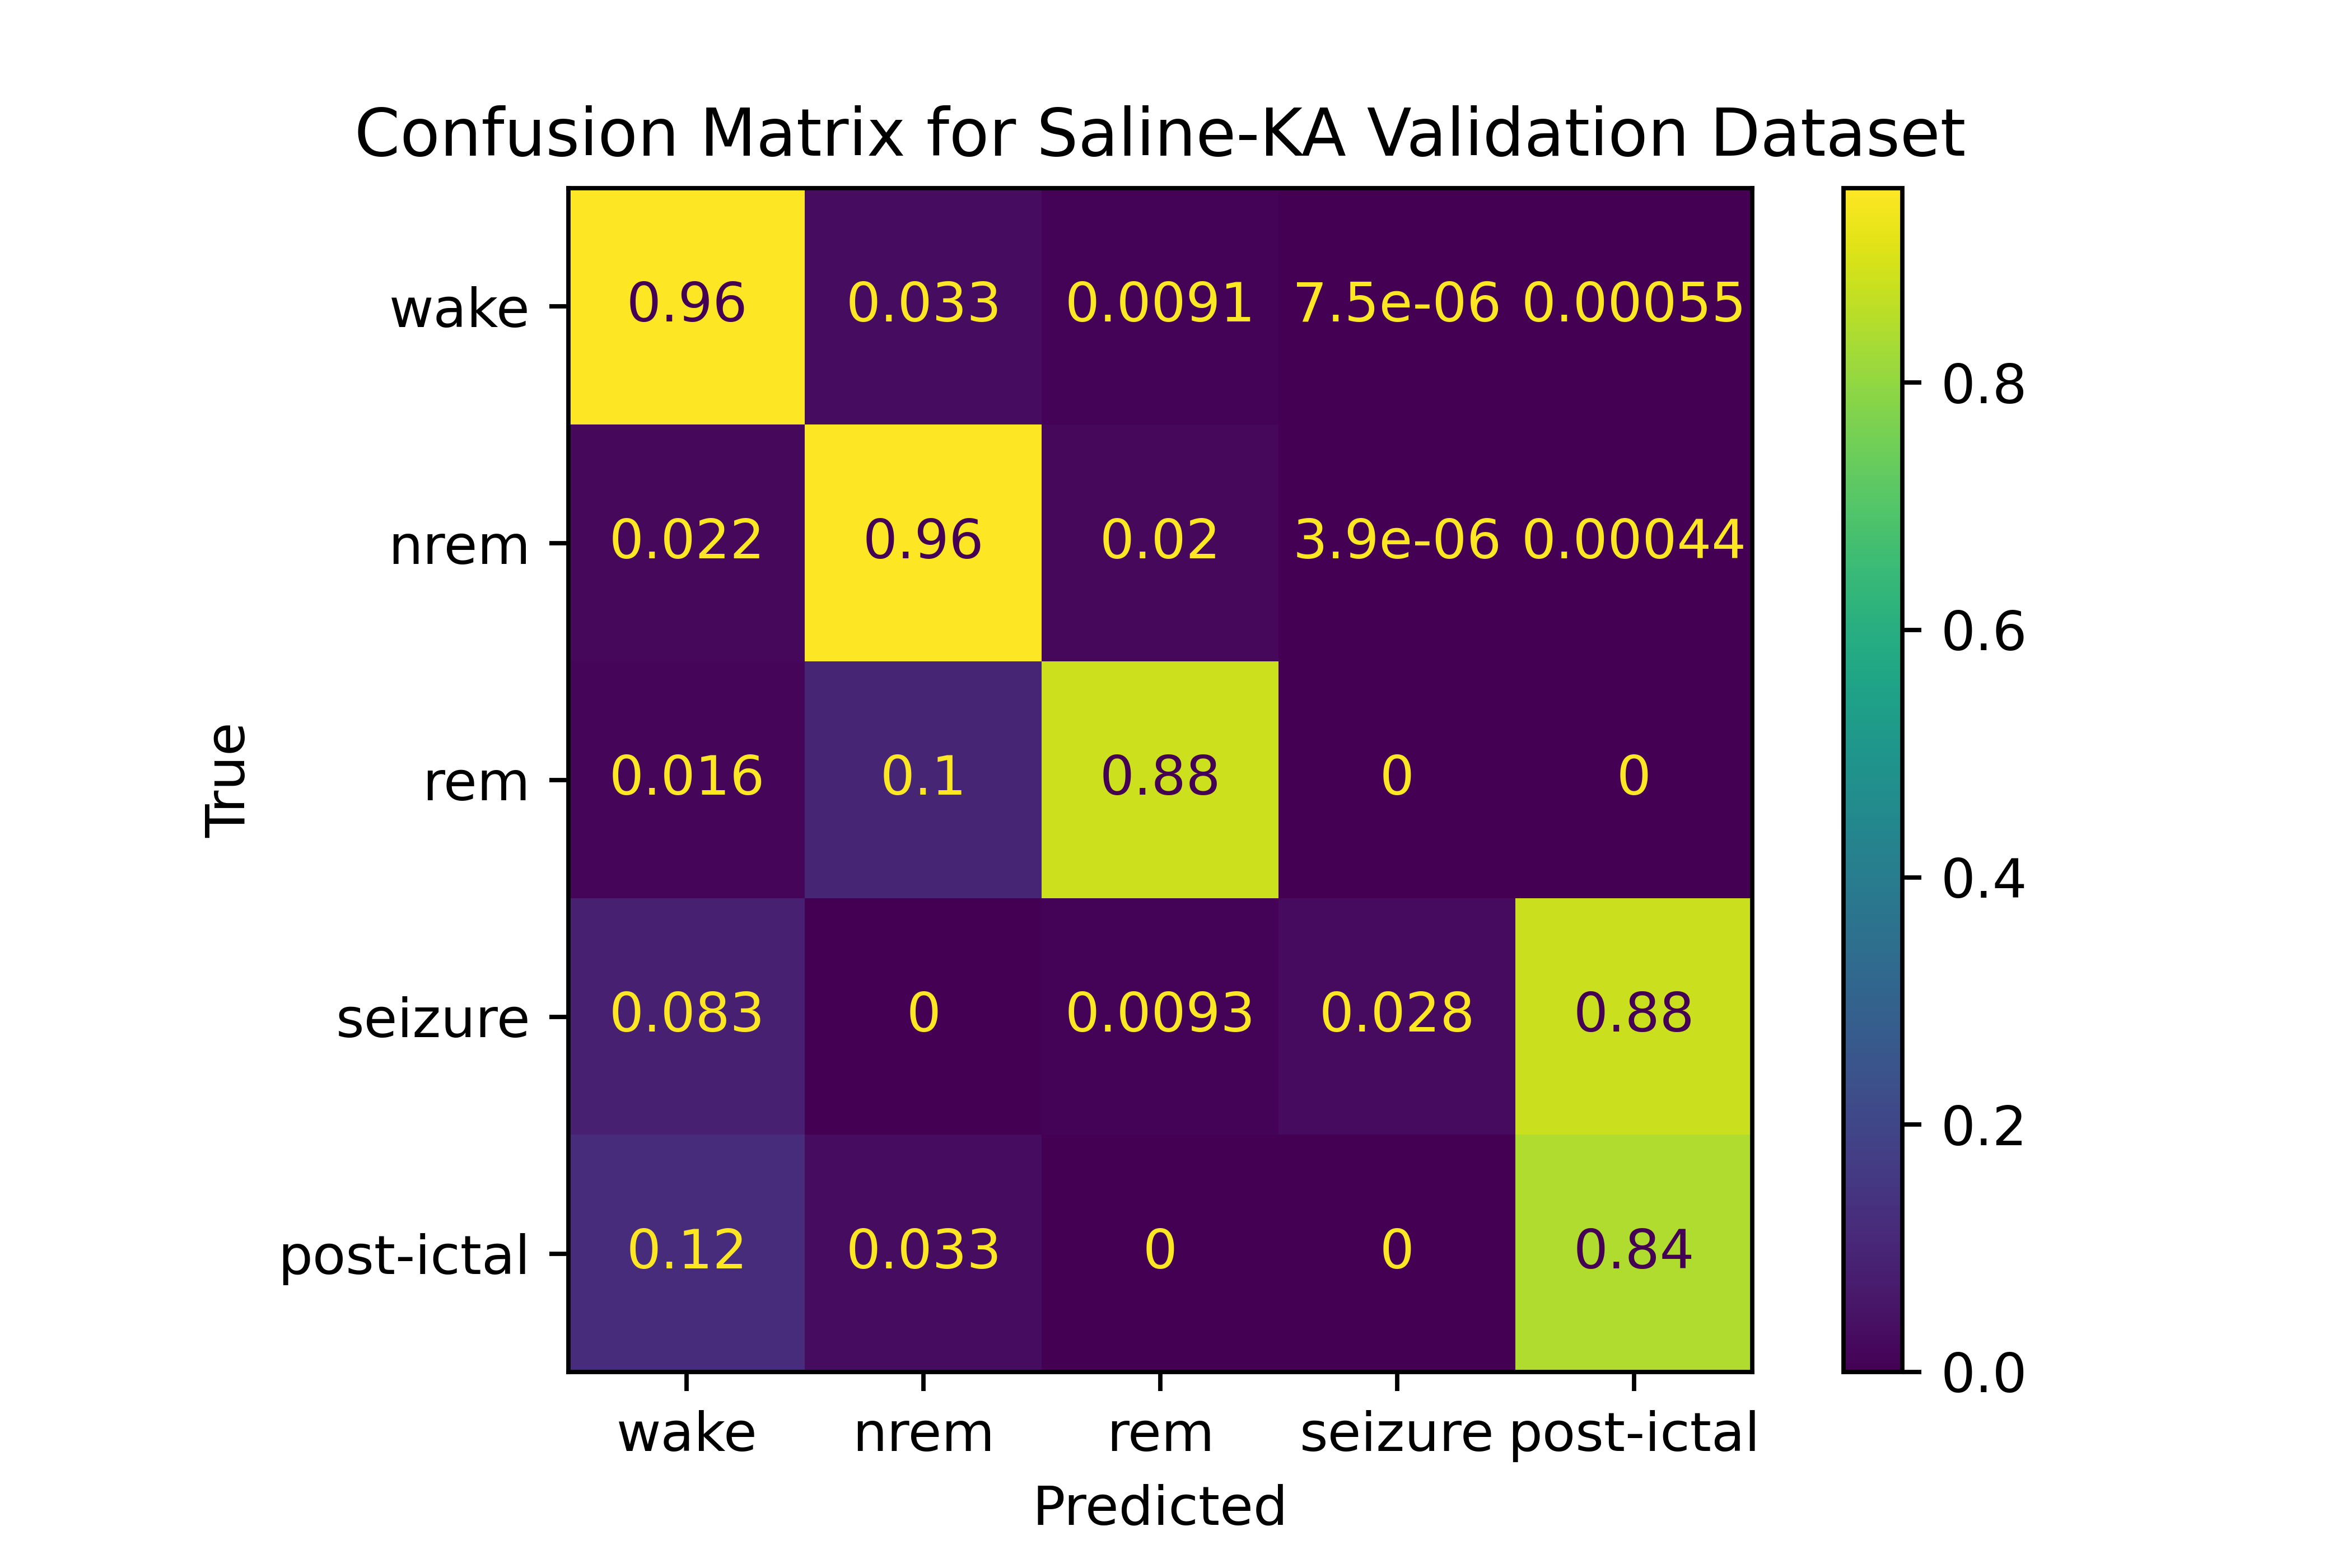 Confusion Matrix for Saline-KA Validation Dataset
True
wake 0.96 0.033 0.0091 7.5e-06 0.00055
nrem 0.022 0.96 0.02 3.9e-06 0.00044
rem 0.016 0.1 0.88 0 0
seizure 0.083 0 0.0093 0.028 0.88
post-ictal 0.12 0.033 0 0 0.84
wake nrem rem seizure post-ictal
Predicted
0.8
0.6
0.4
0.2
0.0